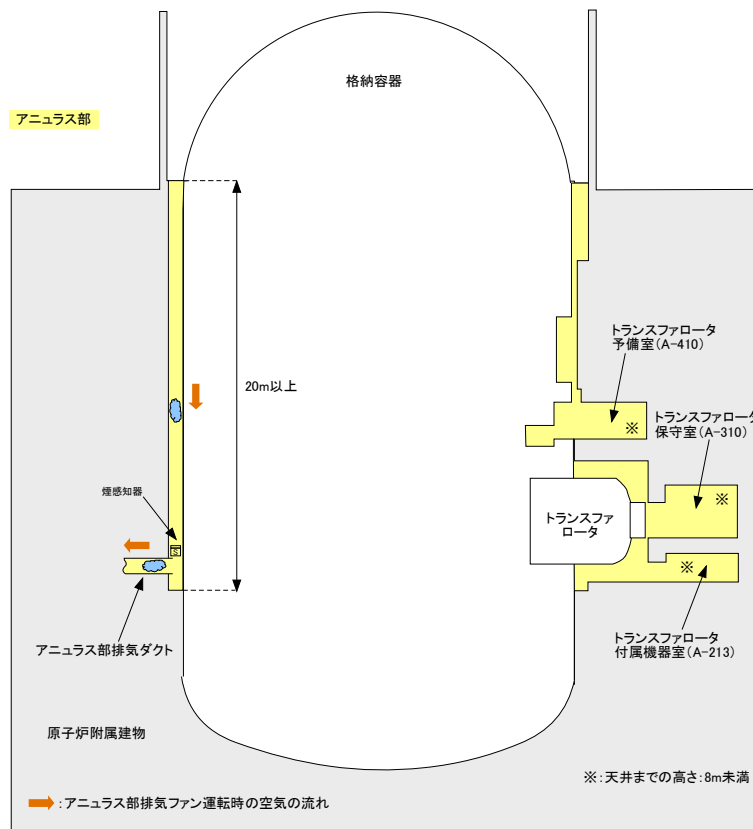 格納容器
アニュラス部
トランスファロータ
予備室(A-410)
20m以上
※
トランスファロータ
保守室(A-310)
※
煙感知器
トランスファ
ロータ
※
アニュラス部排気ダクト
トランスファロータ
付属機器室(A-213)
原子炉附属建物
※:天井までの高さ:8m未満
:アニュラス部排気ファン運転時の空気の流れ